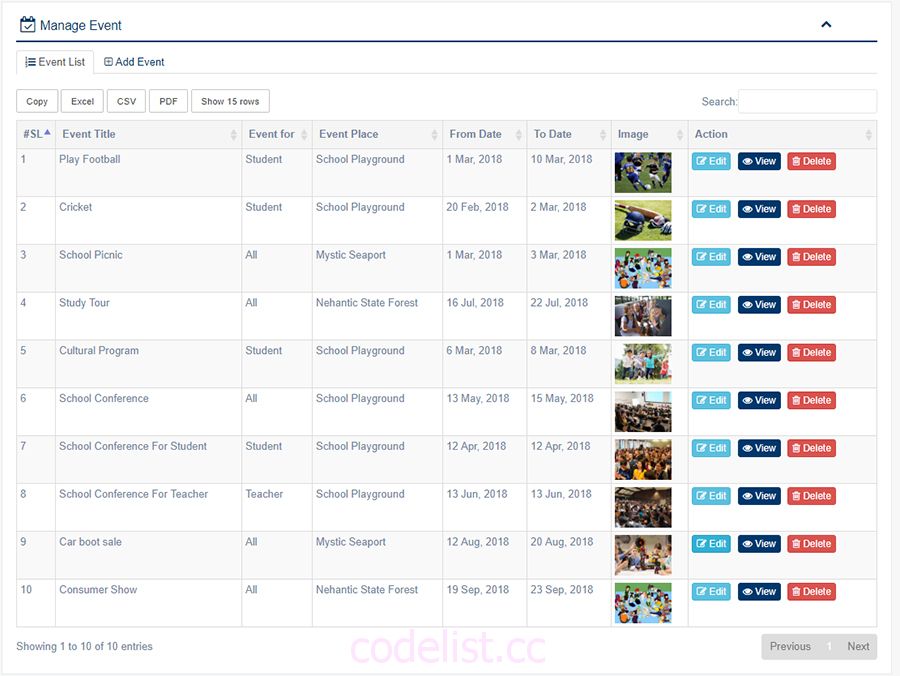 Manage Event
Event List Add Event
Copy Excel CSV PDF Show 15 rows Search:
#SL Event Title Event for Event Place From Date To Date Image Action
1 Play Football Student School Playground 1 Mar, 2018 10 Mar, 2018 Edit View Delete
2 Cricket Student School Playground 20 Feb, 2018 2 Mar, 2018 Edit View Delete
3 School Picnic All Mystic Seaport 1 Mar, 2018 3 Mar, 2018 Edit View Delete
4 Study Tour All Nehantic State Forest 16 Jul, 2018 22 Jul, 2018 Edit View Delete
5 Cultural Program Student School Playground 6 Mar, 2018 8 Mar, 2018 Edit View Delete
6 School Conference All School Playground 13 May, 2018 15 May, 2018 Edit View Delete
7 School Conference For Student Student School Playground 12 Apr, 2018 12 Apr, 2018 Edit View Delete
8 School Conference For Teacher Teacher School Playground 13 Jun, 2018 13 Jun, 2018 Edit View Delete
9 Car boot sale All Mystic Seaport 12 Aug, 2018 20 Aug, 2018 Edit View Delete
10 Consumer Show All Nehantic State Forest 19 Sep, 2018 23 Sep, 2018 Edit View Delete
Showing 1 to 10 of 10 entries Previous 1 Next
codelist.cc